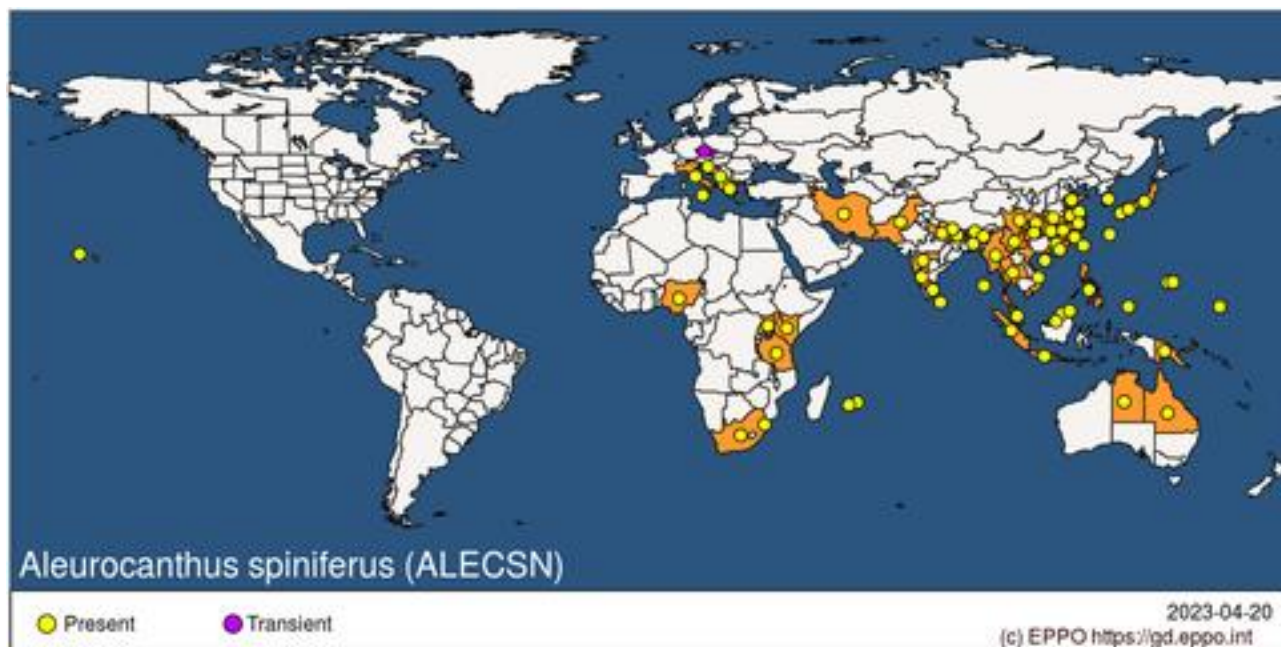 Aleurocanthus spiniferus (ALECSN)
Present
Transient
2023-04-20
(c) EPPO https://gd.eppo.int